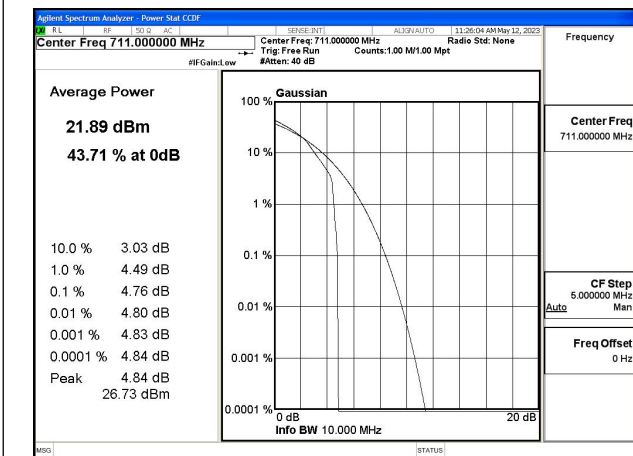 Agilent Spectrum Analyzer - Power Stat CCDF
RL RF 50 Ω AC SENSE:INT ALIGNAUTO 11:26:04 AM May 12, 2023
Center Freq 711.000000 MHz
Center Freq: 711.000000 MHz Radio Std: None
Trig: Free Run Counts:1.00 M/1.00 Mpt
#IFGain:Low #Atten: 40 dB
Frequency
Average Power
21.89 dBm
43.71 % at 0dB
10.0 % 3.03 dB
1.0 % 4.49 dB
0.1 % 4.76 dB
0.01 % 4.80 dB
0.001 % 4.83 dB
0.0001 % 4.84 dB
Peak 4.84 dB
26.73 dBm
Gaussian
100 %
10 %
1 %
0.1 %
0.01 %
0.001 %
0.0001 %
0 dB 20 dB
Info BW 10.000 MHz
Center Freq
711.000000 MHz
CF Step
5.000000 MHz
Auto Man
Freq Offset
0 Hz
MSG STATUS